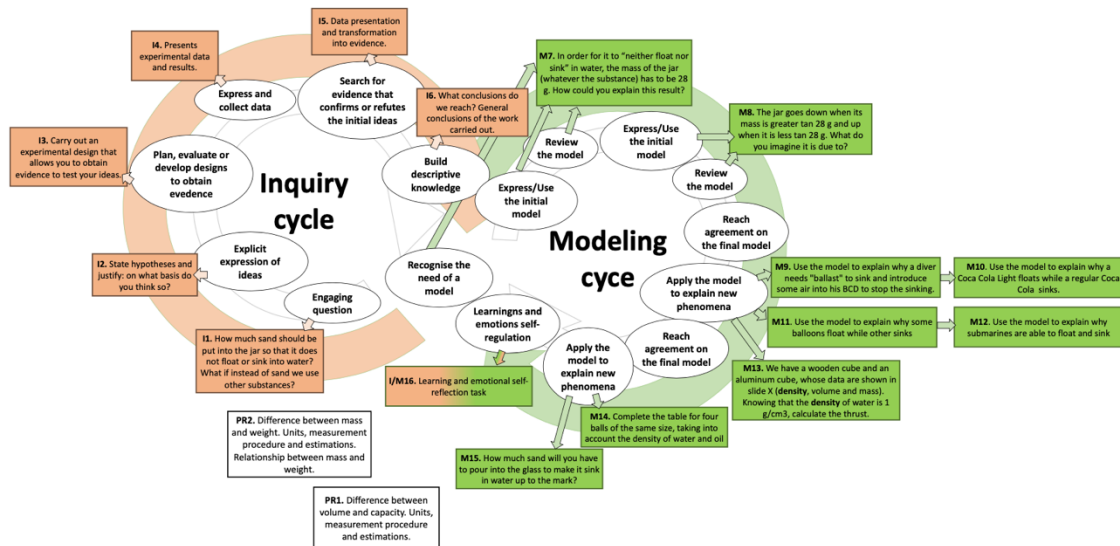 I5. Data presentation
and transformation
into evidence.
I4. Presents
experimental data
and results.
M7. In order for it to “neither float nor
sink” in water, the mass of the jar
(whatever the substance) has to be 28
g. How could you explain this result?
Express and
collect data
Search for
evidence that
confirms or refutes
the initial ideas
I6. What conclusions do
we reach? General
conclusions of the work
carried out.
M8. The jar goes down when its
mass is greater tan 28 g and up
when it is less tan 28 g. What do
you imagine it is due to?
I3. Carry out an
experimental design that
allows you to obtain
evidence to test your ideas.
Plan, evaluate or
develop designs
to obtain
evedence
Build
descriptive
knowledge
Review
the model
Express/Use
the initial
model
Review
the model
Express/Use
the initial
model
Inquiry
cycle
Modeling
cyce
Reach
agreement on
the final model
I2. State hypotheses and
justify: on what basis do
you think so?
Explicit
expression of
ideas
Recognise the
need of a
model
Apply the model
to explain new
phenomena
M9. Use the model to explain why a diver
needs "ballast" to sink and introduce
some air into his BCD to stop the sinking.
M10. Use the model to explain why a
Coca Cola Light floats while a regular Coca
Cola sinks.
Engaging
question
Learningns and
emotions self-
regulation
M11. Use the model to explain why some
balloons float while other sinks
M12. Use the model to explain why
submarines are able to float and sink
I1. How much sand should be
put into the jar so that it does
not float or sink into water?
What if instead of sand we use
other substances?
Apply the
model to
explain new
phenomena
Reach
agreement on
the final model
I/M16. Learning and emotional self-
reflection task
M13. We have a wooden cube and an
aluminum cube, whose data are shown in
slide X (density, volume and mass).
Knowing that the density of water is 1
g/cm3, calculate the thrust.
PR2. Difference between mass
and weight. Units, measurement
procedure and estimations.
Relationship between mass and
weight.
M14. Complete the table for four
balls of the same size, taking into
account the density of water and oil
M15. How much sand will you have
to pour into the glass to make it sink
in water up to the mark?
PR1. Difference between
volume and capacity. Units,
measurement procedure
and estimations.